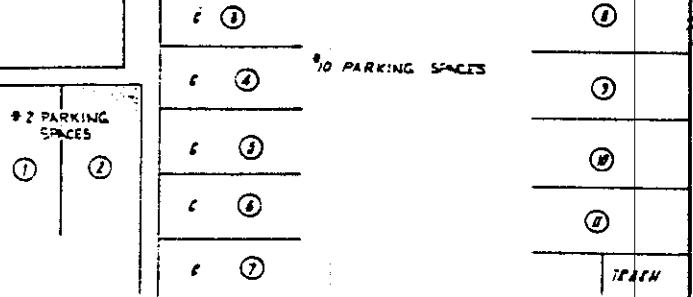 C 3
8
#10 PARKING SPACES
C 4
9
#2 PARKING
SPACES
1 2
C 5
10
C 6
11
C 7
TRASH